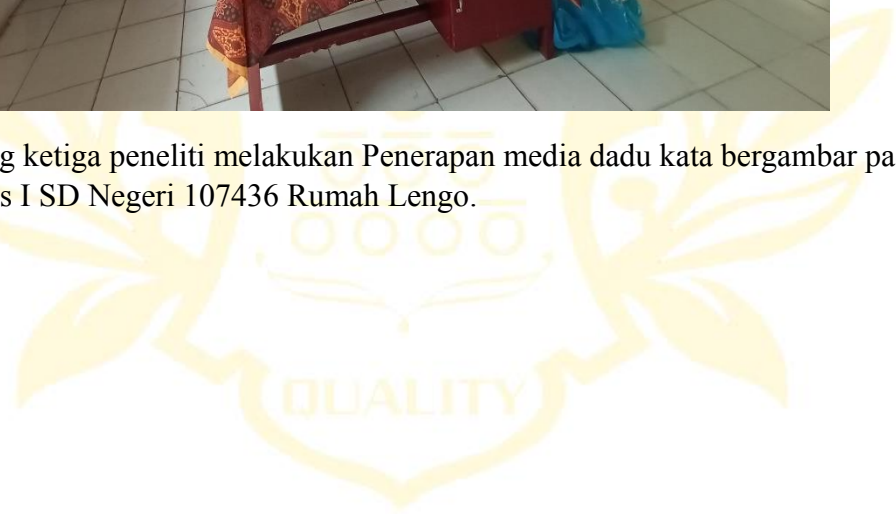 g ketiga peneliti melakukan Penerapan media dadu kata bergambar pa
s I SD Negeri 107436 Rumah Lengo.
QUALITY